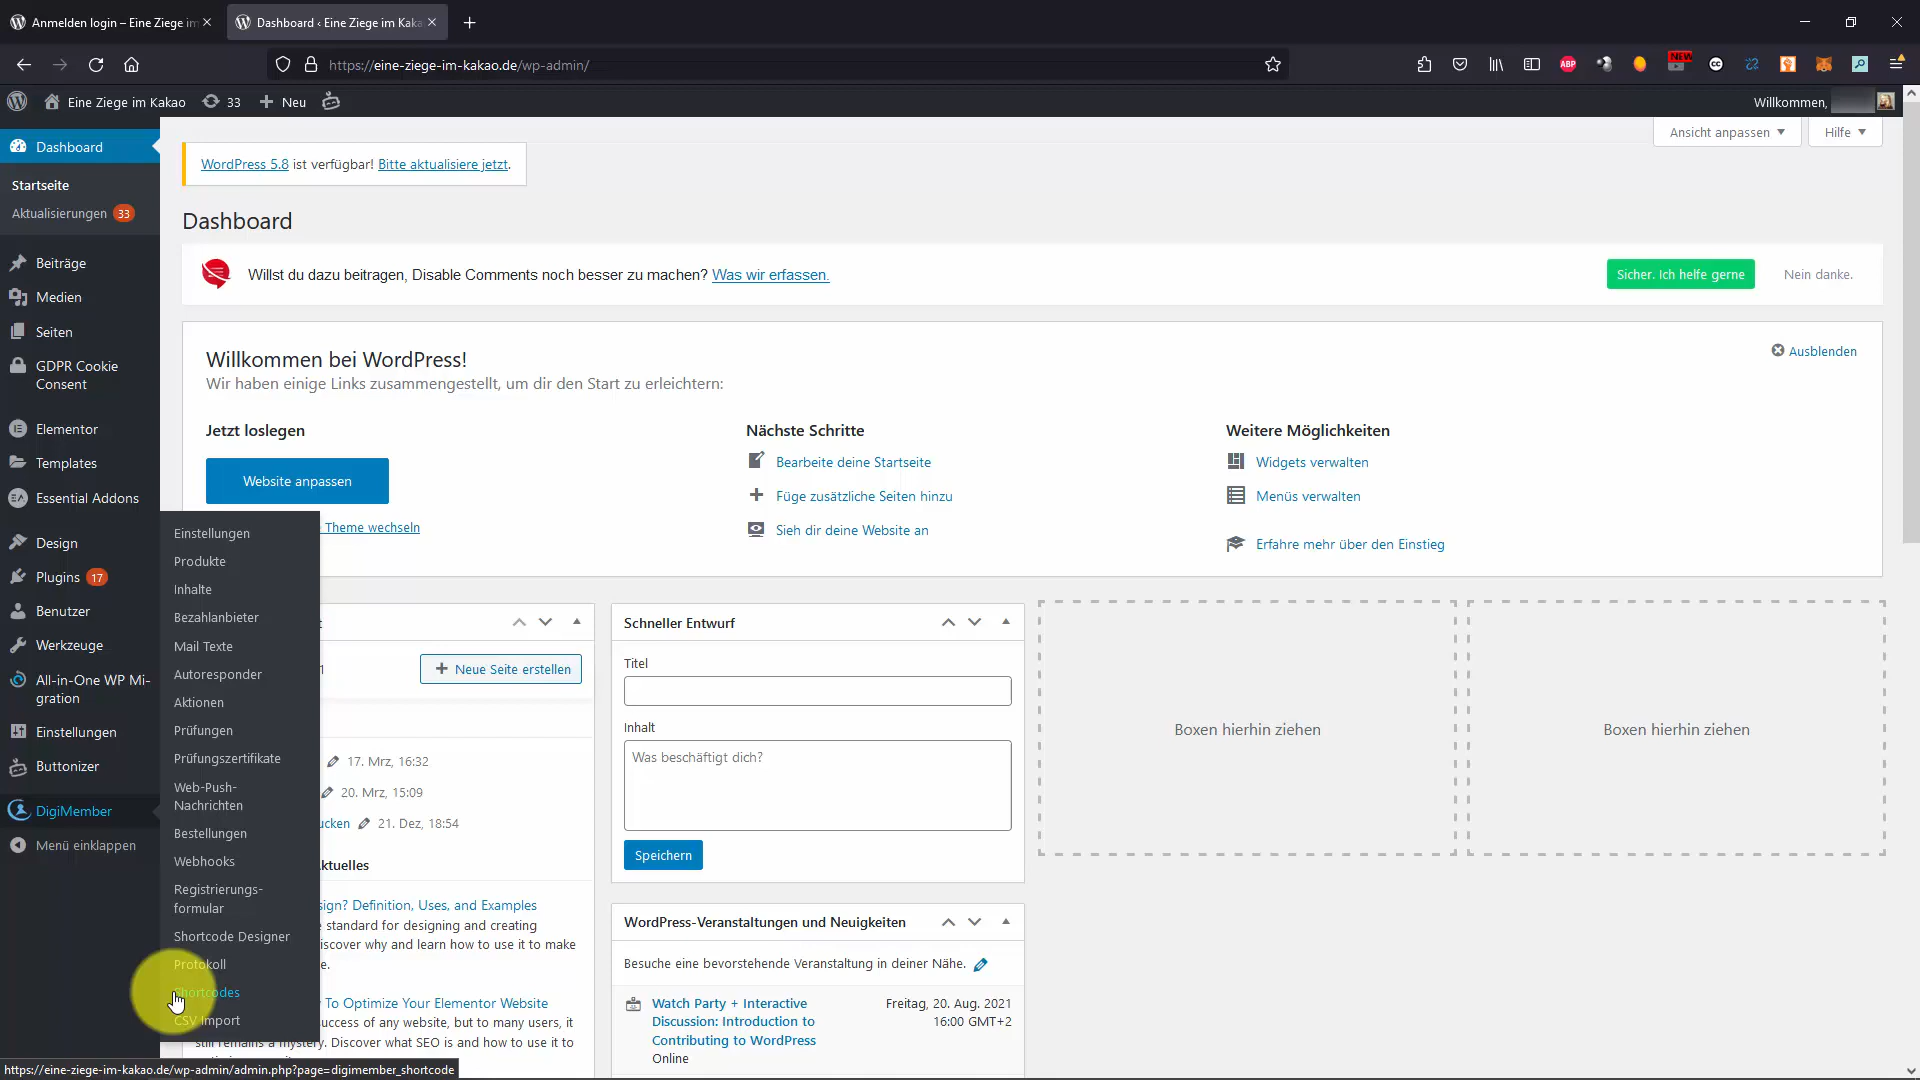 Anmelden login – Eine Ziege im
Dashboard ‹ Eine Ziege im Kaka
https://eine-ziege-im-kakao.de/wp-admin/
ABP
NEW
Eine Ziege im Kakao
33
Neu
Willkommen,
Dashboard
Startseite
Aktualisierungen 33
Beiträge
Medien
Seiten
GDPR Cookie
Consent
Elementor
Templates
Essential Addons
Design
Plugins 17
Benutzer
Werkzeuge
All-in-One WP Mi-
gration
Einstellungen
Buttonizer
DigiMember
Menü einklappen
Einstellungen
Produkte
Inhalte
Bezahlanbieter
Mail Texte
Autoresponder
Aktionen
Prüfungen
Prüfungszertifikate
Web-Push-
Nachrichten
Bestellungen
Webhooks
Registrierungs-
formular
Shortcode Designer
Protokoll
Shortcodes
CSV Import
Ansicht anpassen
Hilfe
WordPress 5.8 ist verfügbar! Bitte aktualisiere jetzt.
Dashboard
Willst du dazu beitragen, Disable Comments noch besser zu machen? Was wir erfassen.
Sicher. Ich helfe gerne
Nein danke.
Willkommen bei WordPress!
Wir haben einige Links zusammengestellt, um dir den Start zu erleichtern:
Ausblenden
Jetzt loslegen
Website anpassen
Theme wechseln
Nächste Schritte
Bearbeite deine Startseite
Füge zusätzliche Seiten hinzu
Sieh dir deine Website an
Weitere Möglichkeiten
Widgets verwalten
Menüs verwalten
Erfahre mehr über den Einstieg
Neue Seite erstellen
17. Mrz, 16:32
20. Mrz, 15:09
ucken 21. Dez, 18:54
ktuelles
sign? Definition, Uses, and Examples
e standard for designing and creating
iscover why and learn how to use it to make
e.
To Optimize Your Elementor Website
success of any website, but to many users, it
still remains a mystery. Discover what SEO is and how to use it to
Schneller Entwurf
Titel
Inhalt
Was beschäftigt dich?
Speichern
WordPress-Veranstaltungen und Neuigkeiten
Besuche eine bevorstehende Veranstaltung in deiner Nähe.
Watch Party + Interactive
Discussion: Introduction to
Contributing to WordPress
Online
Freitag, 20. Aug. 2021
16:00 GMT+2
Boxen hierhin ziehen
Boxen hierhin ziehen
https://eine-ziege-im-kakao.de/wp-admin/admin.php?page=digimember_shortcode